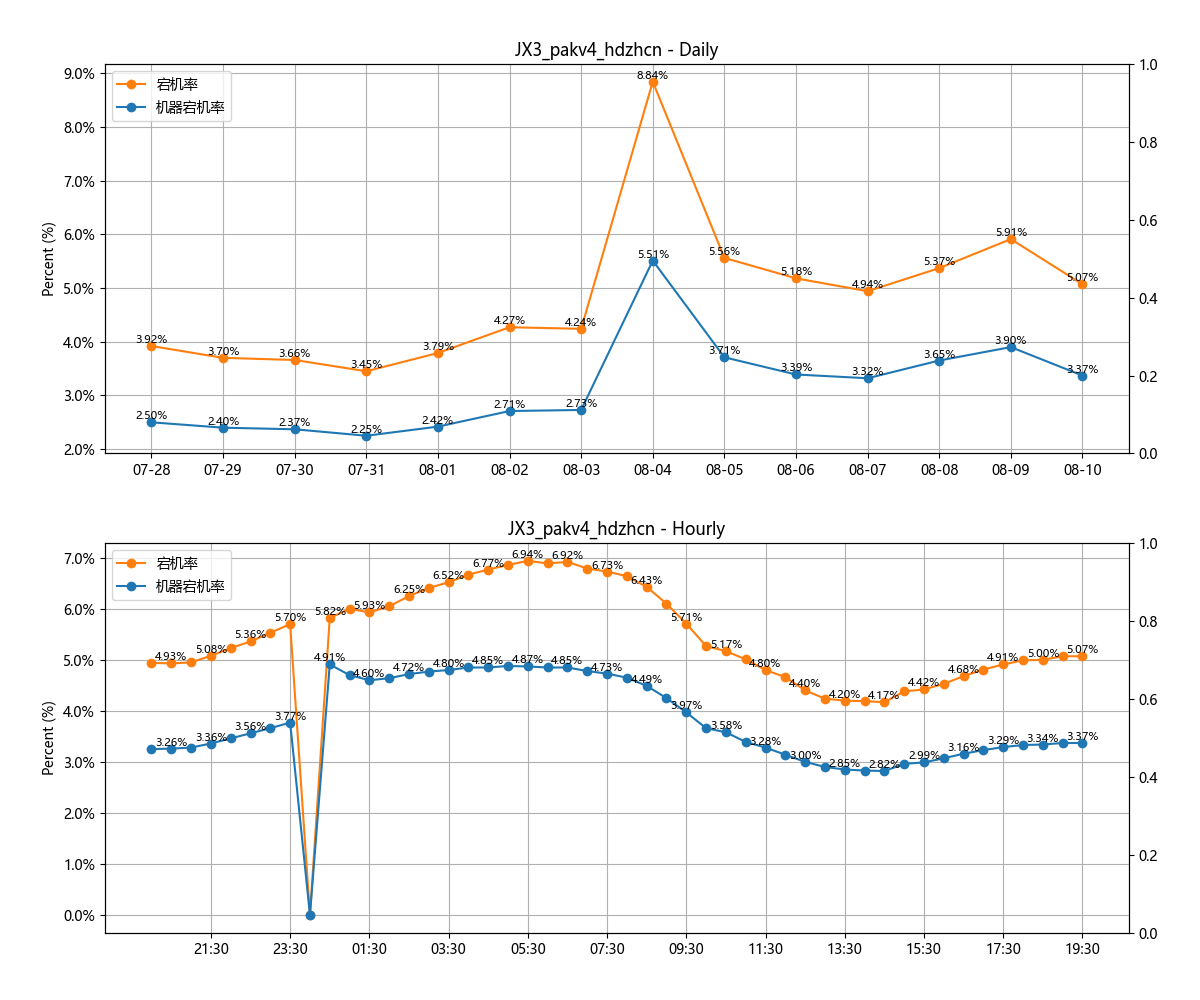 JX3_pakv4_hdzhcn - Daily
宕机率
机器宕机率
Percent (%)
9.0%
8.0%
7.0%
6.0%
5.0%
4.0%
3.0%
2.0%
1.0
0.8
0.6
0.4
0.2
0.0
3.92% 3.70% 3.66% 3.45% 3.79% 4.27% 4.24% 8.84% 5.56% 5.18% 4.94% 5.37% 5.91% 5.07%
2.50% 2.40% 2.37% 2.25% 2.42% 2.71% 2.73% 5.51% 3.71% 3.39% 3.32% 3.65% 3.90% 3.37%
07-28 07-29 07-30 07-31 08-01 08-02 08-03 08-04 08-05 08-06 08-07 08-08 08-09 08-10
JX3_pakv4_hdzhcn - Hourly
宕机率
机器宕机率
Percent (%)
7.0%
6.0%
5.0%
4.0%
3.0%
2.0%
1.0%
0.0%
1.0
0.8
0.6
0.4
0.2
0.0
4.93% 5.08% 5.36% 5.70% 5.82% 5.93% 6.25% 6.52% 6.77% 6.94% 6.92% 6.73% 6.43% 5.71% 5.17% 4.80% 4.40% 4.20% 4.17% 4.42% 4.68% 4.91% 5.00% 5.07%
3.26% 3.36% 3.56% 3.77% 4.91% 4.60% 4.72% 4.80% 4.85% 4.87% 4.85% 4.73% 4.49% 3.97% 3.58% 3.28% 3.00% 2.85% 2.82% 2.99% 3.16% 3.29% 3.34% 3.37%
21:30 23:30 01:30 03:30 05:30 07:30 09:30 11:30 13:30 15:30 17:30 19:30